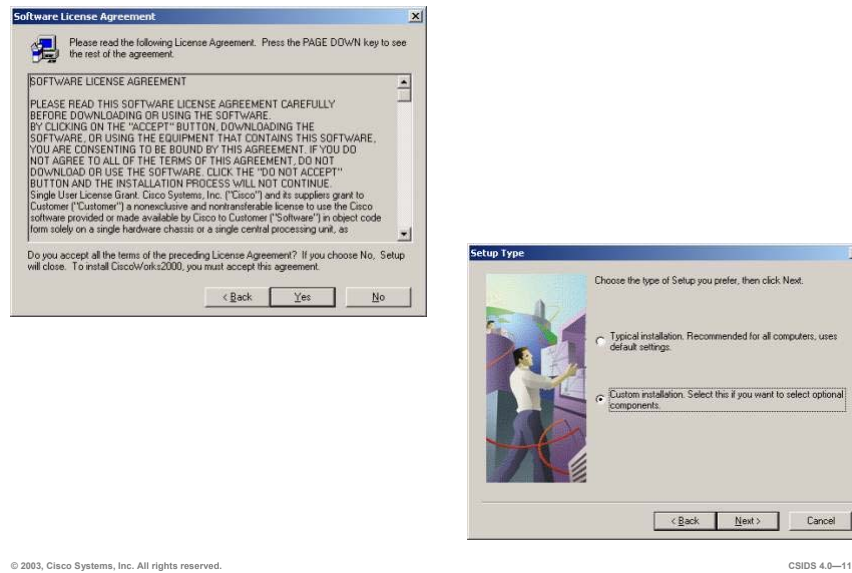 Software License Agreement
Please read the following License Agreement. Press the PAGE DOWN key to see
the rest of the agreement.
SOFTWARE LICENSE AGREEMENT
PLEASE READ THIS SOFTWARE LICENSE AGREEMENT CAREFULLY
BEFORE DOWNLOADING OR USING THE SOFTWARE.
BY CLICKING ON THE "ACCEPT" BUTTON, DOWNLOADING THE
SOFTWARE, OR USING THE EQUIPMENT THAT CONTAINS THIS SOFTWARE,
YOU ARE CONSENTING TO BE BOUND BY THIS AGREEMENT. IF YOU DO
NOT AGREE TO ALL OF THE TERMS OF THIS AGREEMENT, DO NOT
DOWNLOAD OR USE THE SOFTWARE. CLICK THE "DO NOT ACCEPT"
BUTTON AND THE INSTALLATION PROCESS WILL NOT CONTINUE.
Single User License Grant. Cisco Systems, Inc. ("Cisco") and its suppliers grant to
Customer ("Customer") a nonexclusive and nontransferable license to use the Cisco
software provided or made available by Cisco to Customer ("Software") in object code
form solely on a single hardware chassis or a single central processing unit, as
Do you accept all the terms of the preceding License Agreement? If you choose No, Setup
will close. To install CiscoWorks2000, you must accept this agreement.
< Back
Yes
No
Setup Type
Choose the type of Setup you prefer, then click Next.
Typical installation. Recommended for all computers, uses
default settings.
Custom installation. Select this if you want to select optional
components.
< Back
Next >
Cancel
© 2003, Cisco Systems, Inc. All rights reserved.
CSIDS 4.0—11